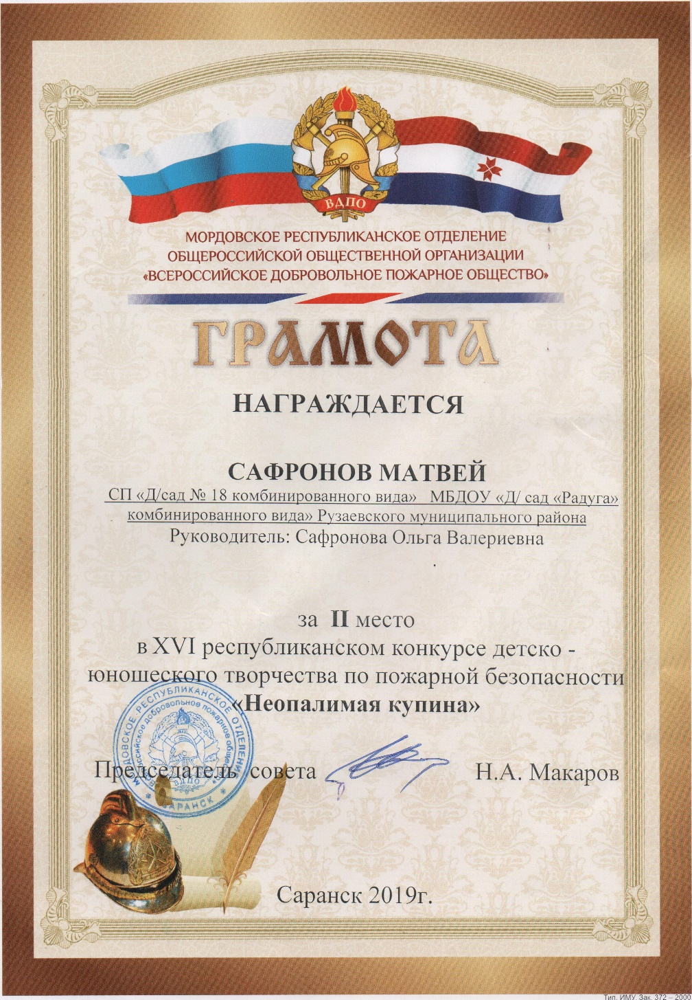 ВДПО
МОРДОВСКОЕ РЕСПУБЛИКАНСКОЕ ОТДЕЛЕНИЕ
ОБЩЕРОССИЙСКОЙ ОБЩЕСТВЕННОЙ ОРГАНИЗАЦИИ
«ВСЕРОССИЙСКОЕ ДОБРОВОЛЬНОЕ ПОЖАРНОЕ ОБЩЕСТВО»
ГРАМОТА
НАГРАЖДАЕТСЯ
САФРОНОВ МАТВЕЙ
СП «Д/сад № 18 комбинированного вида» МБДОУ «Д/ сад «Радуга»
комбинированного вида» Рузаевского муниципального района
Руководитель: Сафронова Ольга Валериевна
за II место
в XVI республиканском конкурсе детско -
юношеского творчества по пожарной безопасности
«Неопалимая купина»
МОРДОВСКОЕ РЕСПУБЛИКАНСКОЕ ОТДЕЛЕНИЕ
Всероссийское добровольное пожарное общество
ВДПО
* САРАНСК *
Председатель совета Н.А. Макаров
Саранск 2019г.
Тип. ИМУ. Зак. 372 – 2000